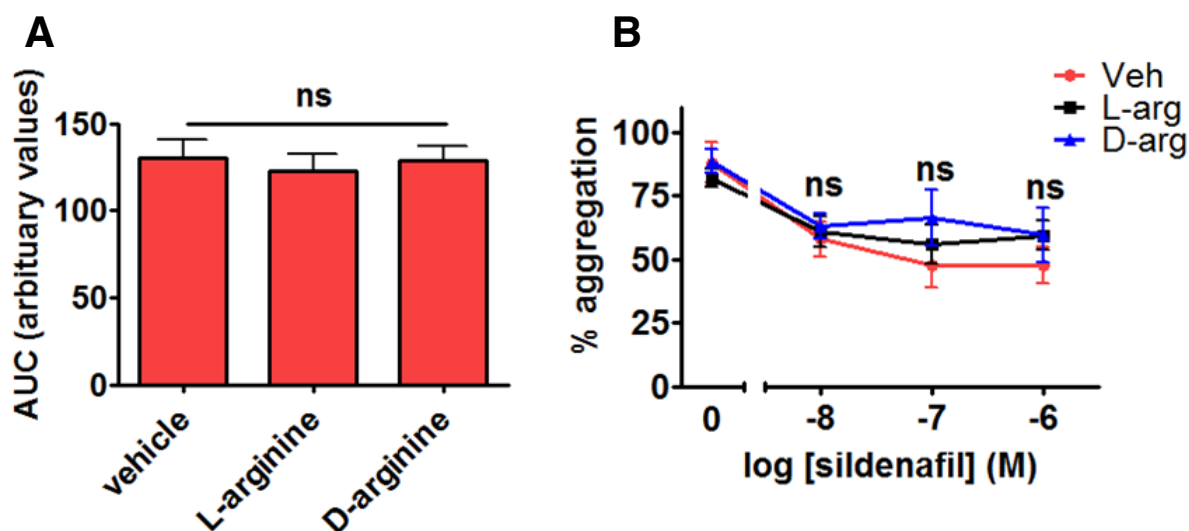 A
AUC (arbituary values)
150
100
50
0
ns
vehicle
L-arginine
D-arginine
B
Veh
L-arg
D-arg
% aggregation
100
75
50
25
0
ns
ns
ns
0
-8
-7
-6
log [sildenafil] (M)